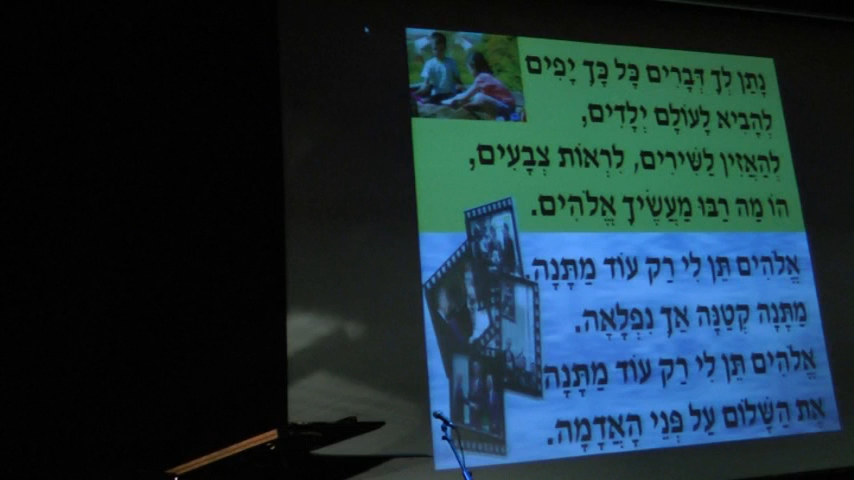 נָתַן לְךָ דְּבָרִים כָּל כָּךְ יָפִים
לְהָבִיא לָעוֹלָם יְלָדִים,
לְהַאֲזִין לַשִּׁירִים, לִרְאוֹת צְבָעִים,
הוֹ מַה רַבּוּ מַעֲשֶׂיךָ אֱלֹהִים.
אֱלֹהִים תֵּן לִי רַק עוֹד מַתָּנָה.
מַתָּנָה קְטַנָּה אַךְ נִפְלָאָה.
אֱלֹהִים תֵּן לִי רַק עוֹד מַתָּנָה
אֶת הַשָּׁלוֹם עַל פְּנֵי הָאֲדָמָה.